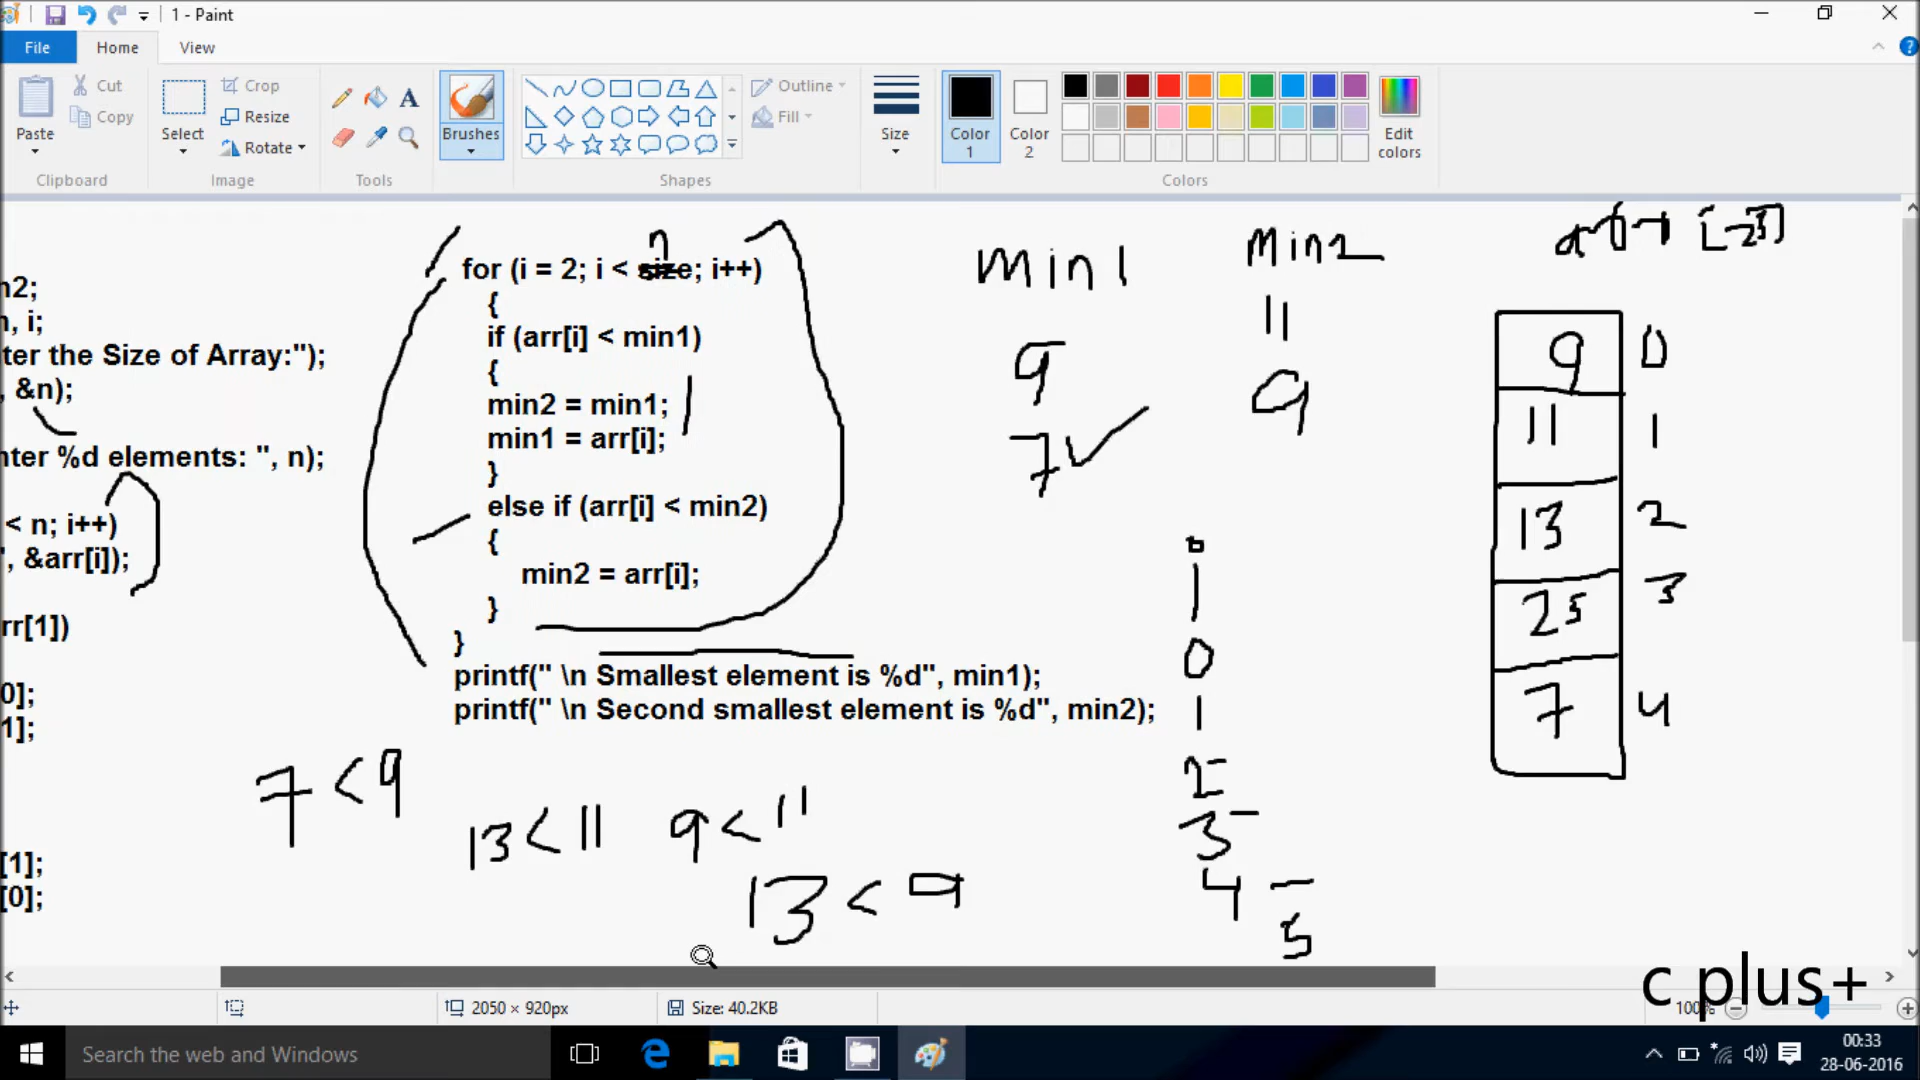 1 - Paint
File Home View
Paste
Cut
Copy
Clipboard
Select
Crop
Resize
Rotate
Image
Tools
Brushes
Shapes
Outline
Fill
Size
Color 1
Color 2
Edit colors
Colors
n2;
n, i;
ter the Size of Array:");
, &n);
nter %d elements: ", n);
< n; i++)
", &arr[i]);
rr[1])
[0];
1];
[1];
[0];
n
for (i = 2; i < size; i++)
{
if (arr[i] < min1)
{
min2 = min1;
min1 = arr[i];
}
else if (arr[i] < min2)
{
min2 = arr[i];
}
}
printf(" \n Smallest element is %d", min1);
printf(" \n Second smallest element is %d", min2);
7 < 9
13 < 11
9 < 11
13 < 9
Min1
9
7
Min2
11
9
i
0
1
2
3
4
5
9 0
11 1
13 2
25 3
7 4
c plus+
2050 × 920px
Size: 40.2KB
100%
Search the web and Windows
00:33
28-06-2016